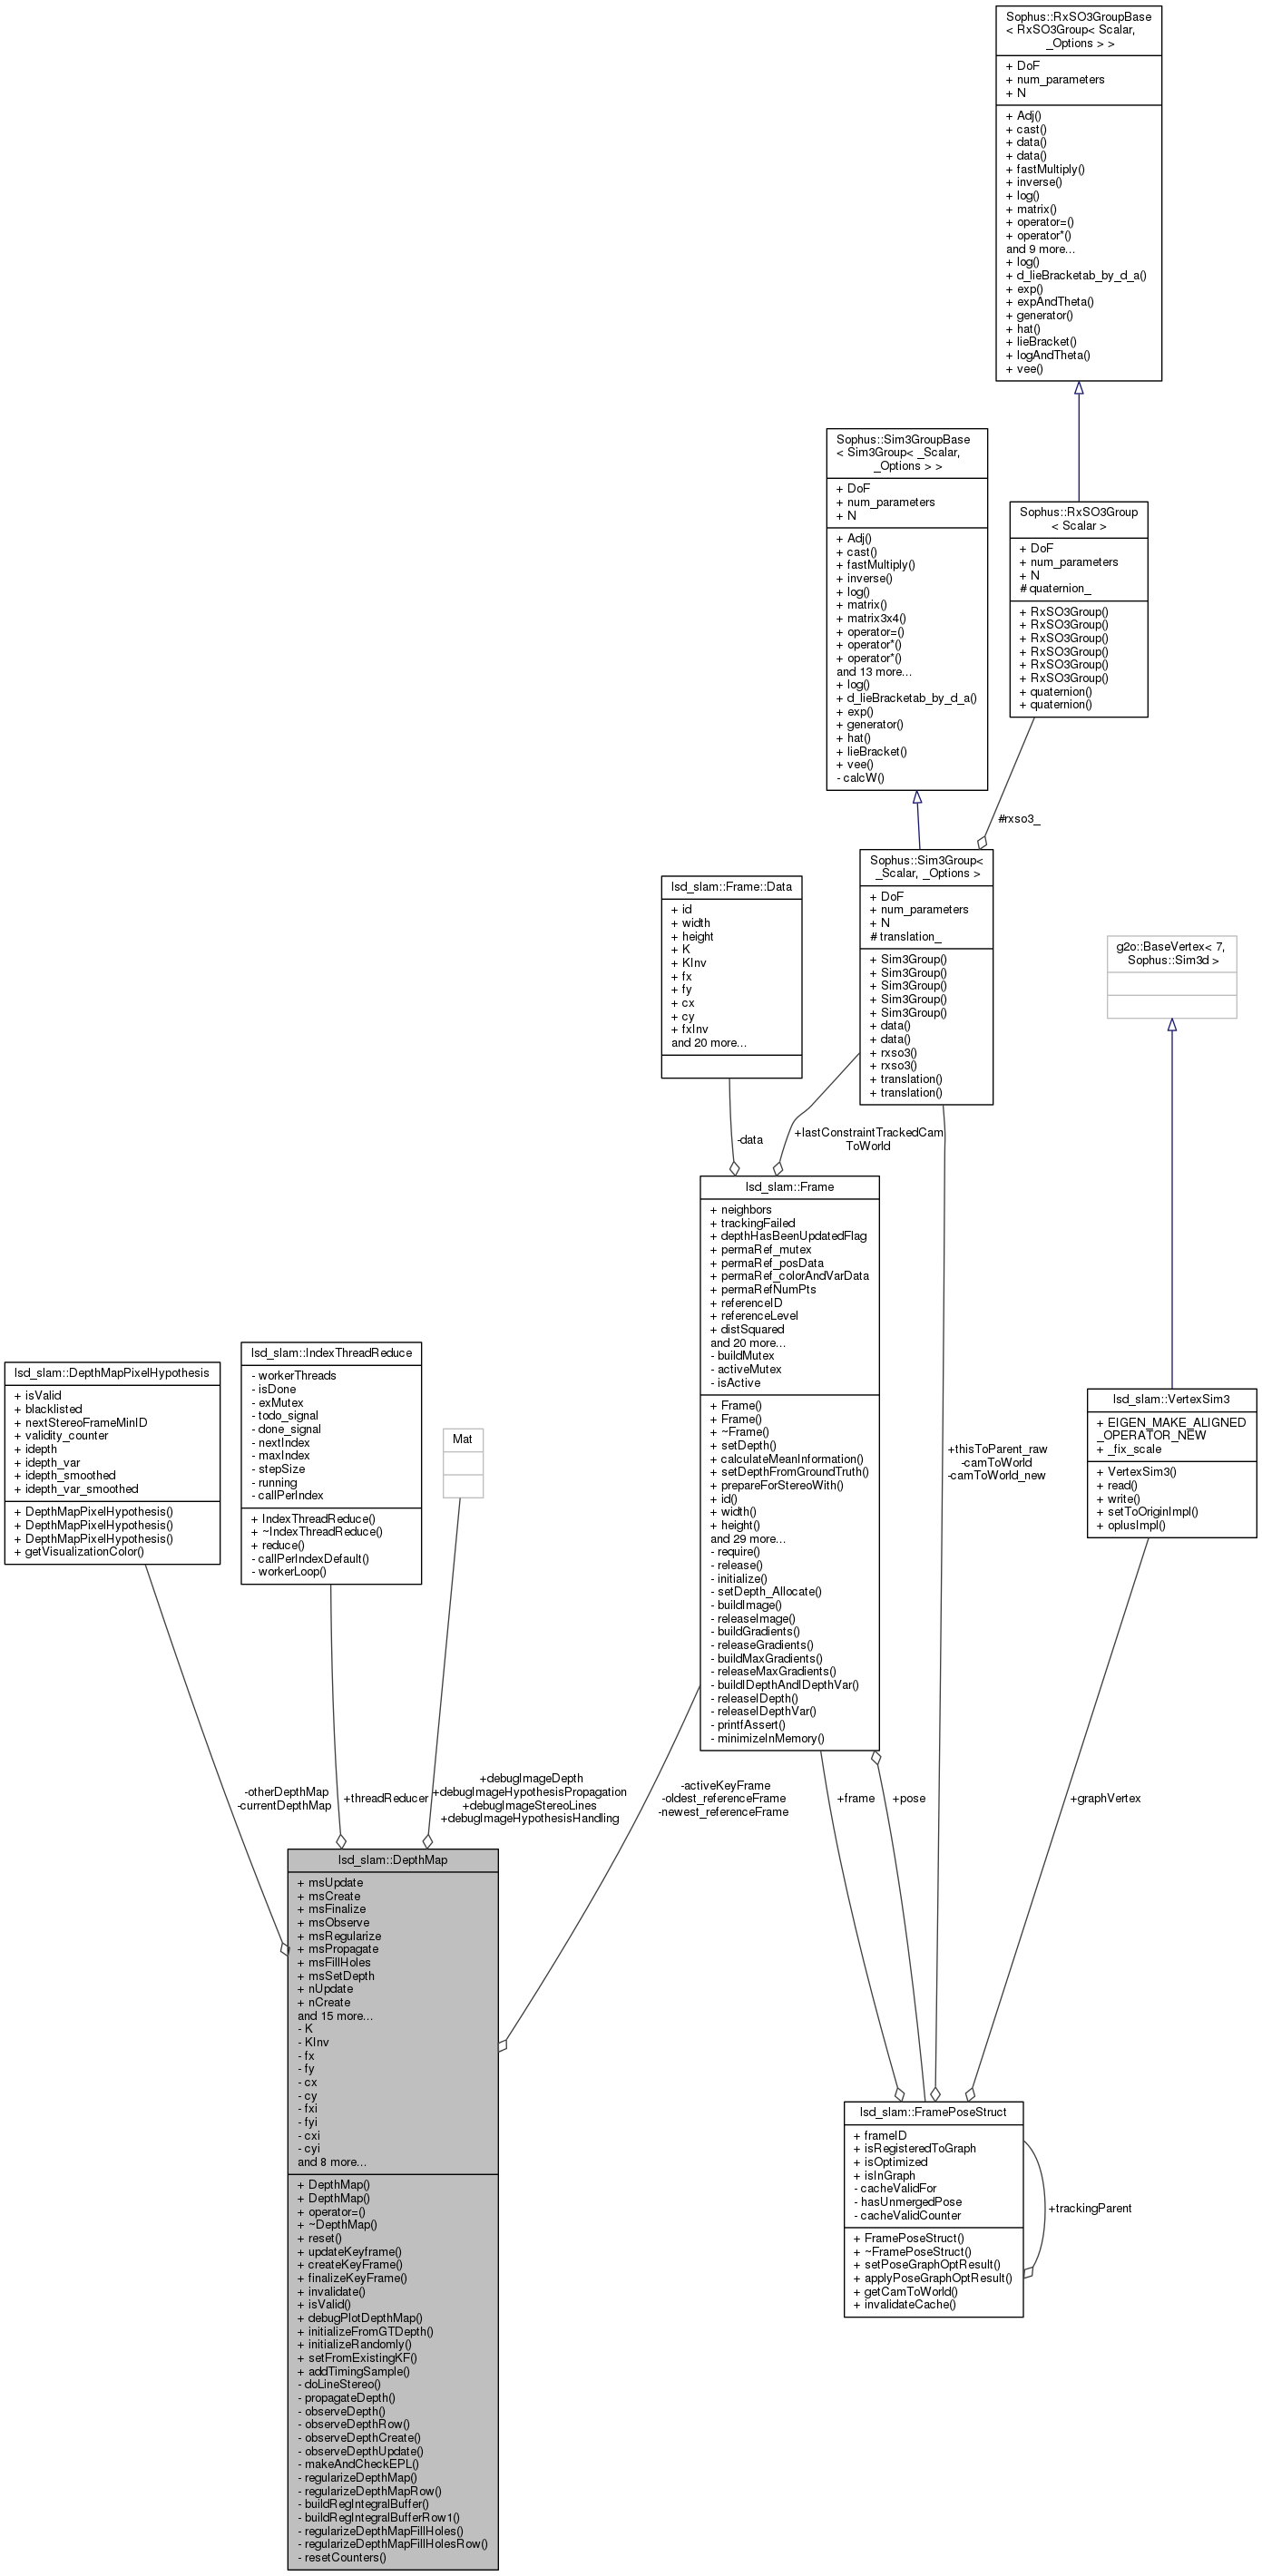 Sophus::RxSO3GroupBase
< RxSO3Group< Scalar,
_Options > >
+ DoF
+ num_parameters
+ N
+ Adj()
+ cast()
+ data()
+ data()
+ fastMultiply()
+ inverse()
+ log()
+ matrix()
+ operator=()
+ operator*()
and 9 more...
+ log()
+ d_lieBracketab_by_d_a()
+ exp()
+ expAndTheta()
+ generator()
+ hat()
+ lieBracket()
+ logAndTheta()
+ vee()
Sophus::Sim3GroupBase
< Sim3Group< _Scalar,
_Options > >
+ DoF
+ num_parameters
+ N
+ Adj()
+ cast()
+ fastMultiply()
+ inverse()
+ log()
+ matrix()
+ matrix3x4()
+ operator=()
+ operator*()
+ operator*()
and 13 more...
+ log()
+ d_lieBracketab_by_d_a()
+ exp()
+ generator()
+ hat()
+ lieBracket()
+ vee()
- calcW()
Sophus::RxSO3Group
< Scalar >
+ DoF
+ num_parameters
+ N
# quaternion_
+ RxSO3Group()
+ RxSO3Group()
+ RxSO3Group()
+ RxSO3Group()
+ RxSO3Group()
+ RxSO3Group()
+ quaternion()
+ quaternion()
#rxso3_
Sophus::Sim3Group<
_Scalar, _Options >
+ DoF
+ num_parameters
+ N
# translation_
+ Sim3Group()
+ Sim3Group()
+ Sim3Group()
+ Sim3Group()
+ Sim3Group()
+ data()
+ data()
+ rxso3()
+ rxso3()
+ translation()
+ translation()
lsd_slam::Frame::Data
+ id
+ width
+ height
+ K
+ KInv
+ fx
+ fy
+ cx
+ cy
+ fxInv
and 20 more...
g2o::BaseVertex< 7,
Sophus::Sim3d >
-data
+lastConstraintTrackedCam
ToWorld
lsd_slam::Frame
+ neighbors
+ trackingFailed
+ depthHasBeenUpdatedFlag
+ permaRef_mutex
+ permaRef_posData
+ permaRef_colorAndVarData
+ permaRefNumPts
+ referenceID
+ referenceLevel
+ distSquared
and 20 more...
- buildMutex
- activeMutex
- isActive
+ Frame()
+ Frame()
+ ~Frame()
+ setDepth()
+ calculateMeanInformation()
+ setDepthFromGroundTruth()
+ prepareForStereoWith()
+ id()
+ width()
+ height()
and 29 more...
- require()
- release()
- initialize()
- setDepth_Allocate()
- buildImage()
- releaseImage()
- buildGradients()
- releaseGradients()
- buildMaxGradients()
- releaseMaxGradients()
- buildIDepthAndIDepthVar()
- releaseIDepth()
- releaseIDepthVar()
- printfAssert()
- minimizeInMemory()
lsd_slam::DepthMapPixelHypothesis
+ isValid
+ blacklisted
+ nextStereoFrameMinID
+ validity_counter
+ idepth
+ idepth_var
+ idepth_smoothed
+ idepth_var_smoothed
+ DepthMapPixelHypothesis()
+ DepthMapPixelHypothesis()
+ DepthMapPixelHypothesis()
+ getVisualizationColor()
lsd_slam::IndexThreadReduce
- workerThreads
- isDone
- exMutex
- todo_signal
- done_signal
- nextIndex
- maxIndex
- stepSize
- running
- callPerIndex
+ IndexThreadReduce()
+ ~IndexThreadReduce()
+ reduce()
- callPerIndexDefault()
- workerLoop()
Mat
+thisToParent_raw
-camToWorld
-camToWorld_new
lsd_slam::VertexSim3
+ EIGEN_MAKE_ALIGNED
_OPERATOR_NEW
+ _fix_scale
+ VertexSim3()
+ read()
+ write()
+ setToOriginImpl()
+ oplusImpl()
-otherDepthMap
-currentDepthMap
+threadReducer
+debugImageDepth
+debugImageHypothesisPropagation
+debugImageStereoLines
+debugImageHypothesisHandling
-activeKeyFrame
-oldest_referenceFrame
-newest_referenceFrame
+frame
+pose
+graphVertex
lsd_slam::DepthMap
+ msUpdate
+ msCreate
+ msFinalize
+ msObserve
+ msRegularize
+ msPropagate
+ msFillHoles
+ msSetDepth
+ nUpdate
+ nCreate
and 15 more...
- K
- KInv
- fx
- fy
- cx
- cy
- fxi
- fyi
- cxi
- cyi
and 8 more...
+ DepthMap()
+ DepthMap()
+ operator=()
+ ~DepthMap()
+ reset()
+ updateKeyframe()
+ createKeyFrame()
+ finalizeKeyFrame()
+ invalidate()
+ isValid()
+ debugPlotDepthMap()
+ initializeFromGTDepth()
+ initializeRandomly()
+ setFromExistingKF()
+ addTimingSample()
- doLineStereo()
- propagateDepth()
- observeDepth()
- observeDepthRow()
- observeDepthCreate()
- observeDepthUpdate()
- makeAndCheckEPL()
- regularizeDepthMap()
- regularizeDepthMapRow()
- buildRegIntegralBuffer()
- buildRegIntegralBufferRow1()
- regularizeDepthMapFillHoles()
- regularizeDepthMapFillHolesRow()
- resetCounters()
lsd_slam::FramePoseStruct
+ frameID
+ isRegisteredToGraph
+ isOptimized
+ isInGraph
- cacheValidFor
- hasUnmergedPose
- cacheValidCounter
+ FramePoseStruct()
+ ~FramePoseStruct()
+ setPoseGraphOptResult()
+ applyPoseGraphOptResult()
+ getCamToWorld()
+ invalidateCache()
+trackingParent